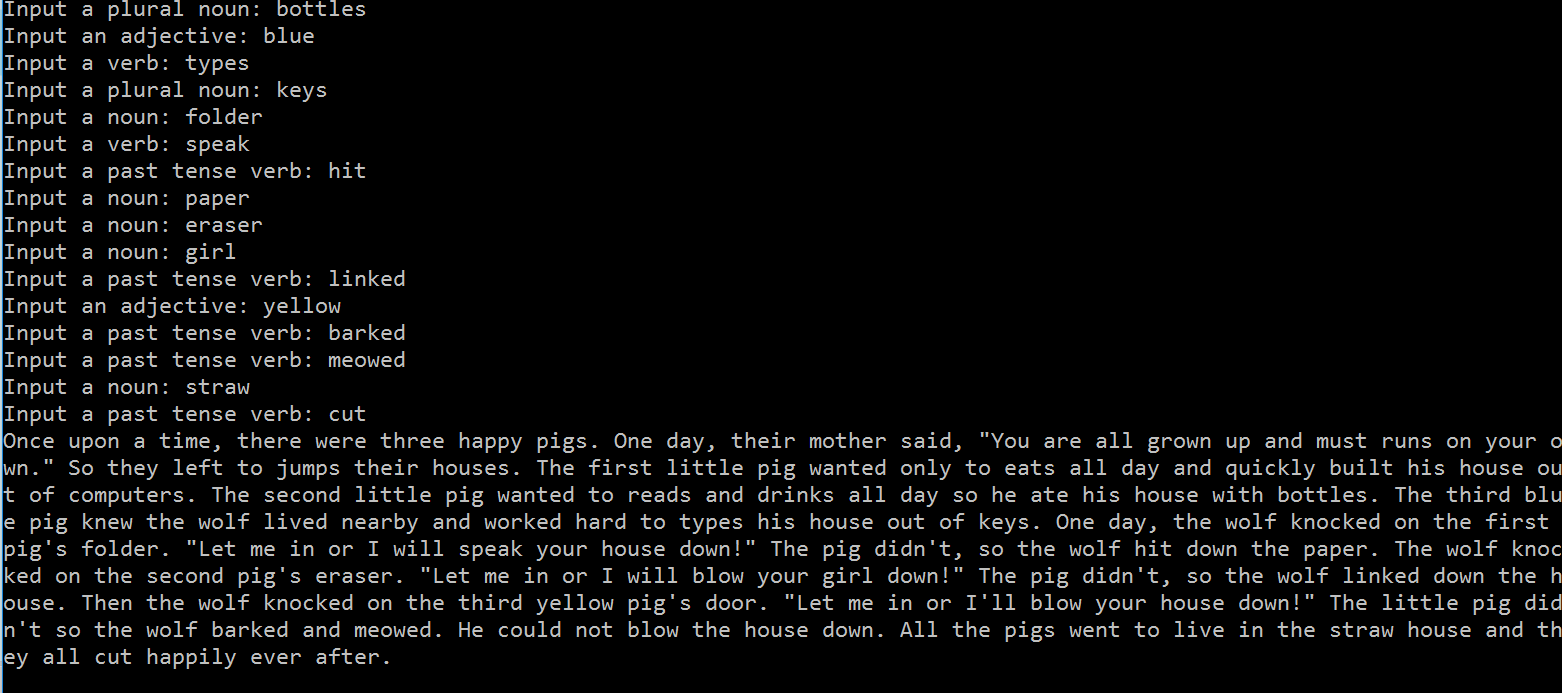 Input a plural noun: bottles
Input an adjective: blue
Input a verb: types
Input a plural noun: keys
Input a noun: folder
Input a verb: speak
Input a past tense verb: hit
Input a noun: paper
Input a noun: eraser
Input a noun: girl
Input a past tense verb: linked
Input an adjective: yellow
Input a past tense verb: barked
Input a past tense verb: meowed
Input a noun: straw
Input a past tense verb: cut
Once upon a time, there were three happy pigs. One day, their mother said, "You are all grown up and must runs on your o
wn." So they left to jumps their houses. The first little pig wanted only to eats all day and quickly built his house ou
t of computers. The second little pig wanted to reads and drinks all day so he ate his house with bottles. The third blu
e pig knew the wolf lived nearby and worked hard to types his house out of keys. One day, the wolf knocked on the first
pig's folder. "Let me in or I will speak your house down!" The pig didn't, so the wolf hit down the paper. The wolf knoc
ked on the second pig's eraser. "Let me in or I will blow your girl down!" The pig didn't, so the wolf linked down the h
ouse. Then the wolf knocked on the third yellow pig's door. "Let me in or I'll blow your house down!" The little pig did
n't so the wolf barked and meowed. He could not blow the house down. All the pigs went to live in the straw house and th
ey all cut happily ever after.